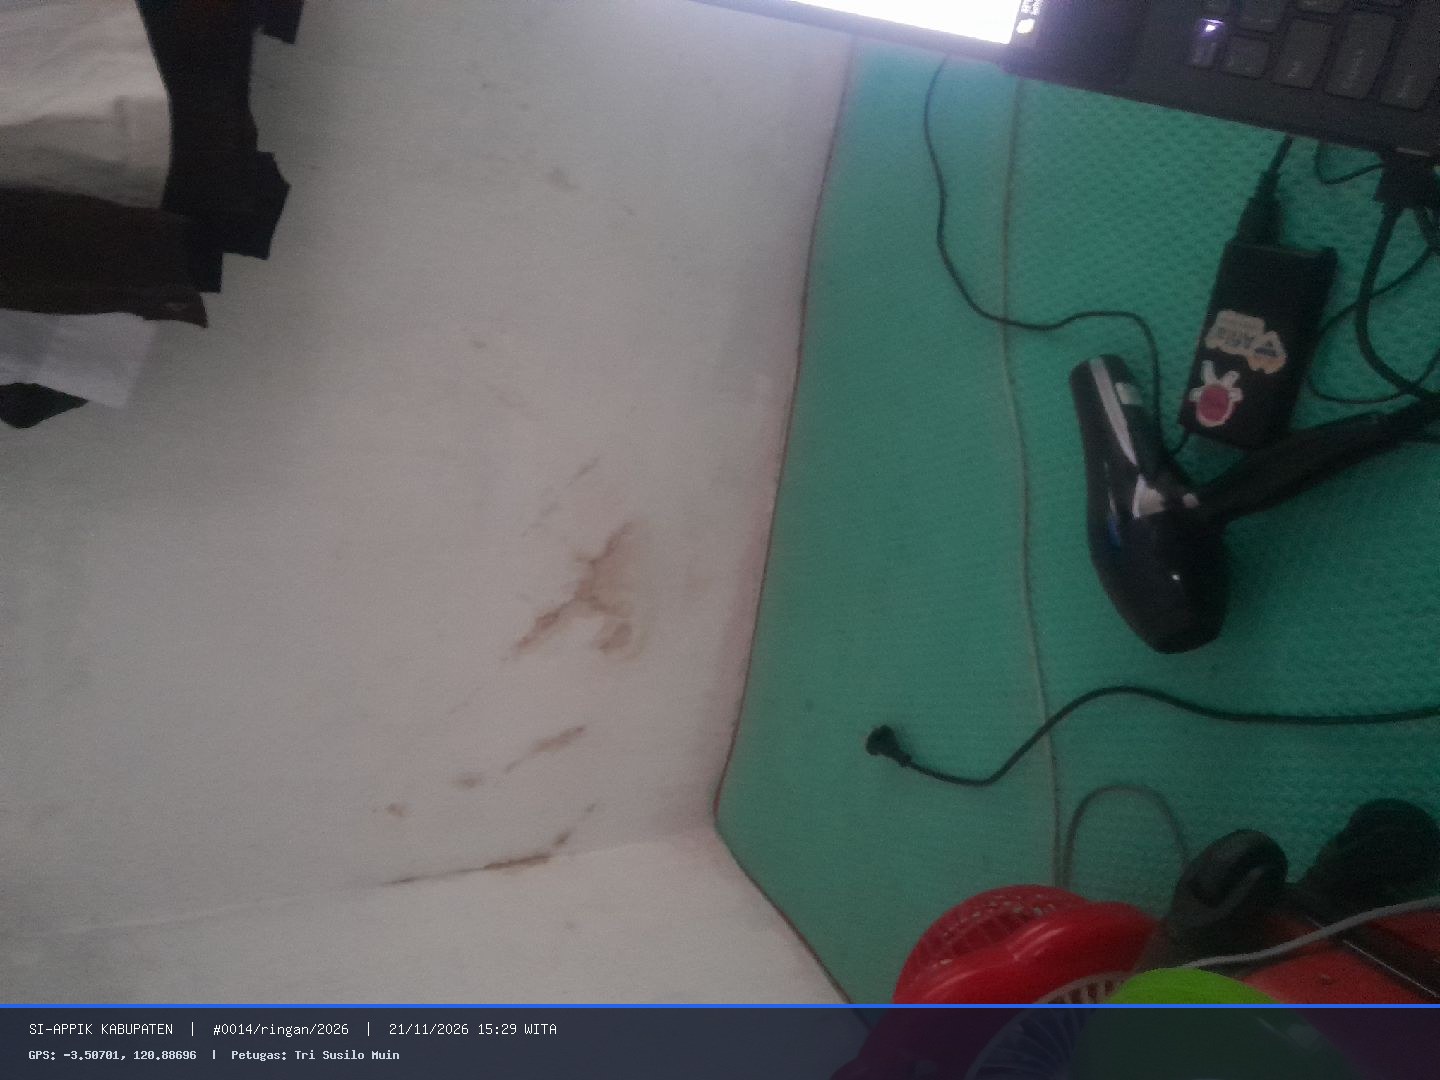 SI-APPIK KABUPATEN | #0014/ringan/2026 | 21/11/2026 15:29 WITA
GPS: -3.50701, 120.88696 | Petugas: Tri Susilo Muin